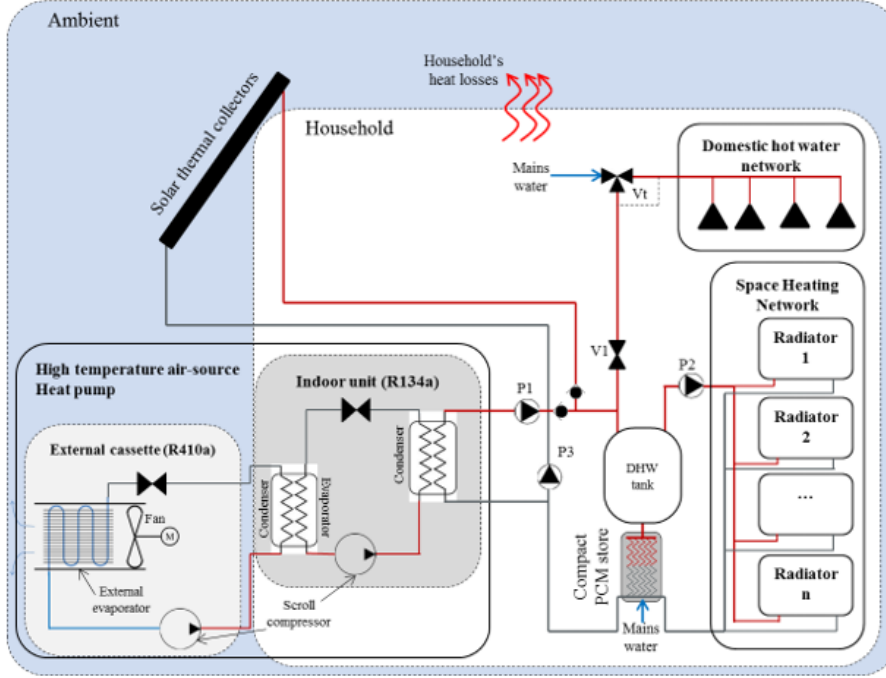 Ambient
Solar thermal collectors
Household's
heat losses
Household
Mains
water
Vt
Domestic hot water
network
Space Heating
Network
Radiator
1
Radiator
2
...
Radiator
n
V1
P2
P1
P3
DHW
tank
Compact
PCM store
Mains
water
High temperature air-source
Heat pump
Indoor unit (R134a)
Condenser
Condenser
Evaporator
External cassette (R410a)
Fan
M
External
evaporator
Scroll
compressor